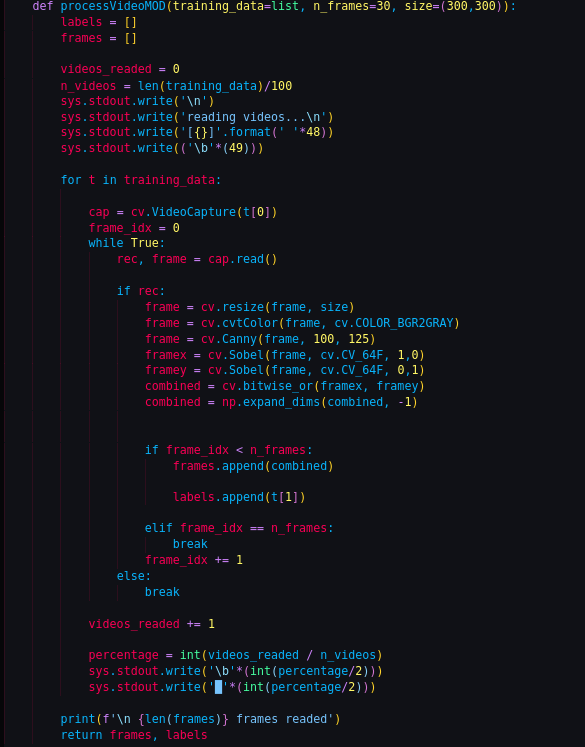 def processVideoMOD(training_data=list, n_frames=30, size=(300,300)):
labels = []
frames = []
videos_readed = 0
n_videos = len(training_data)/100
sys.stdout.write('\n')
sys.stdout.write('reading videos...\n')
sys.stdout.write('[{}]'.format(' '*48))
sys.stdout.write(('\b'*(49)))
for t in training_data:
cap = cv.VideoCapture(t[0])
frame_idx = 0
while True:
rec, frame = cap.read()
if rec:
frame = cv.resize(frame, size)
frame = cv.cvtColor(frame, cv.COLOR_BGR2GRAY)
frame = cv.Canny(frame, 100, 125)
framex = cv.Sobel(frame, cv.CV_64F, 1,0)
framey = cv.Sobel(frame, cv.CV_64F, 0,1)
combined = cv.bitwise_or(framex, framey)
combined = np.expand_dims(combined, -1)
if frame_idx < n_frames:
frames.append(combined)
labels.append(t[1])
elif frame_idx == n_frames:
break
frame_idx += 1
else:
break
videos_readed += 1
percentage = int(videos_readed / n_videos)
sys.stdout.write('\b'*(int(percentage/2)))
sys.stdout.write('█'*(int(percentage/2)))
print(f'\n {len(frames)} frames readed')
return frames, labels